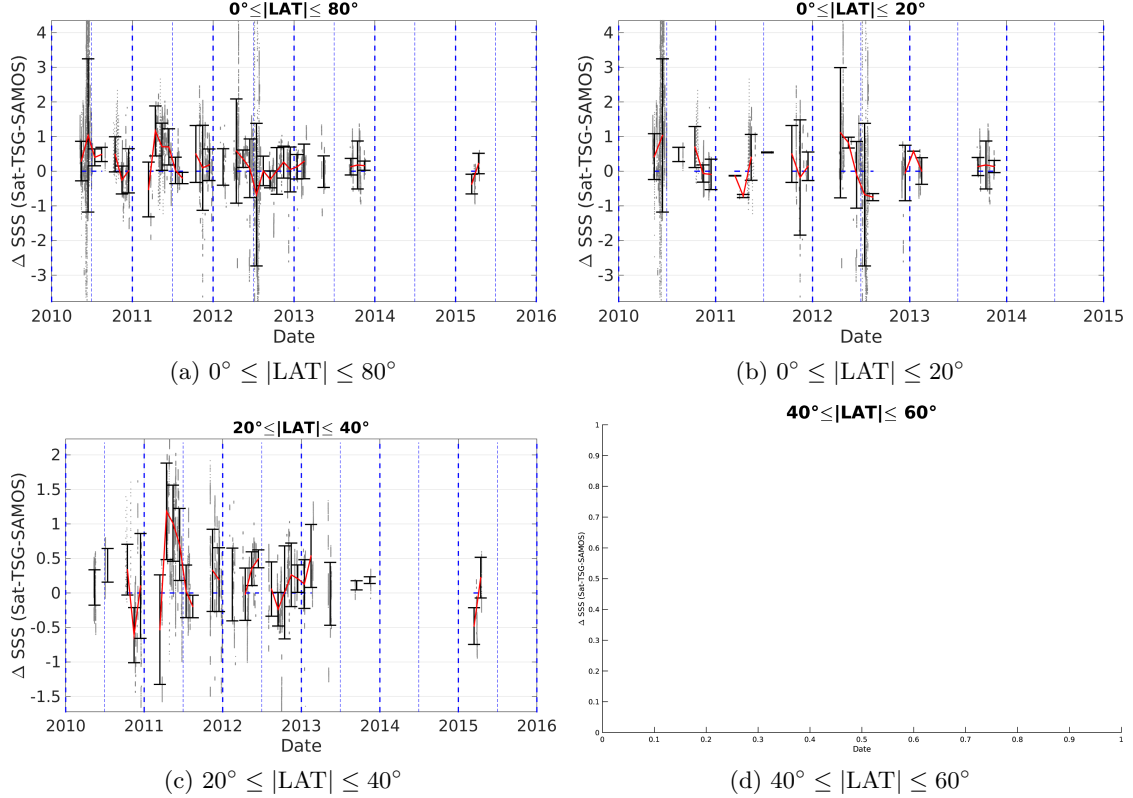 0°≤|LAT|≤ 80°
4
3
2
1
0
-1
-2
-3
Δ SSS (Sat-TSG-SAMOS)
2010 2011 2012 2013 2014 2015 2016
Date
(a) 0° ≤ |LAT| ≤ 80°
0°≤|LAT|≤ 20°
4
3
2
1
0
-1
-2
-3
Δ SSS (Sat-TSG-SAMOS)
2010 2011 2012 2013 2014 2015
Date
(b) 0° ≤ |LAT| ≤ 20°
20°≤|LAT|≤ 40°
2
1.5
1
0.5
0
-0.5
-1
-1.5
Δ SSS (Sat-TSG-SAMOS)
2010 2011 2012 2013 2014 2015 2016
Date
(c) 20° ≤ |LAT| ≤ 40°
40°≤|LAT|≤ 60°
1
0.9
0.8
0.7
0.6
0.5
0.4
0.3
0.2
0.1
0
Δ SSS (Sat-TSG-SAMOS)
0 0.1 0.2 0.3 0.4 0.5 0.6 0.7 0.8 0.9 1
Date
(d) 40° ≤ |LAT| ≤ 60°